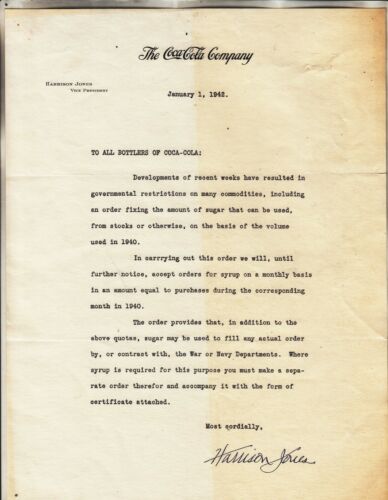 The Coca-Cola Company
HARRISON JONES
VICE PRESIDENT
January 1, 1942.
TO ALL BOTTLERS OF COCA-COLA:
Developments of recent weeks have resulted in
governmental restrictions on many commodities, including
an order fixing the amount of sugar that can be used,
from stocks or otherwise, on the basis of the volume
used in 1940.
In carrrying out this order we will, until
further notice, accept orders for syrup on a monthly basis
in an amount equal to purchases during the corresponding
month in 1940.
The order provides that, in addition to the
above quotas, sugar may be used to fill any actual order
by, or contract with, the War or Navy Departments. Where
syrup is required for this purpose you must make a sepa-
rate order therefor and accompany it with the form of
certificate attached.
Most cordially,
Harrison Jones